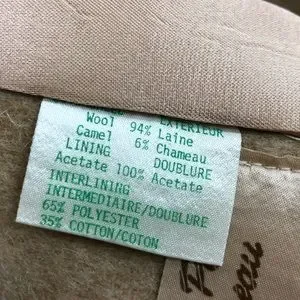 EXTERIEUR
Wool 94% Laine
Camel 6% Chameau
LINING DOUBLURE
Acetate 100% Acetate
INTERLINING
INTERMEDIAIRE/DOUBLURE
65% POLYESTER
35% COTTON/COTON
eau